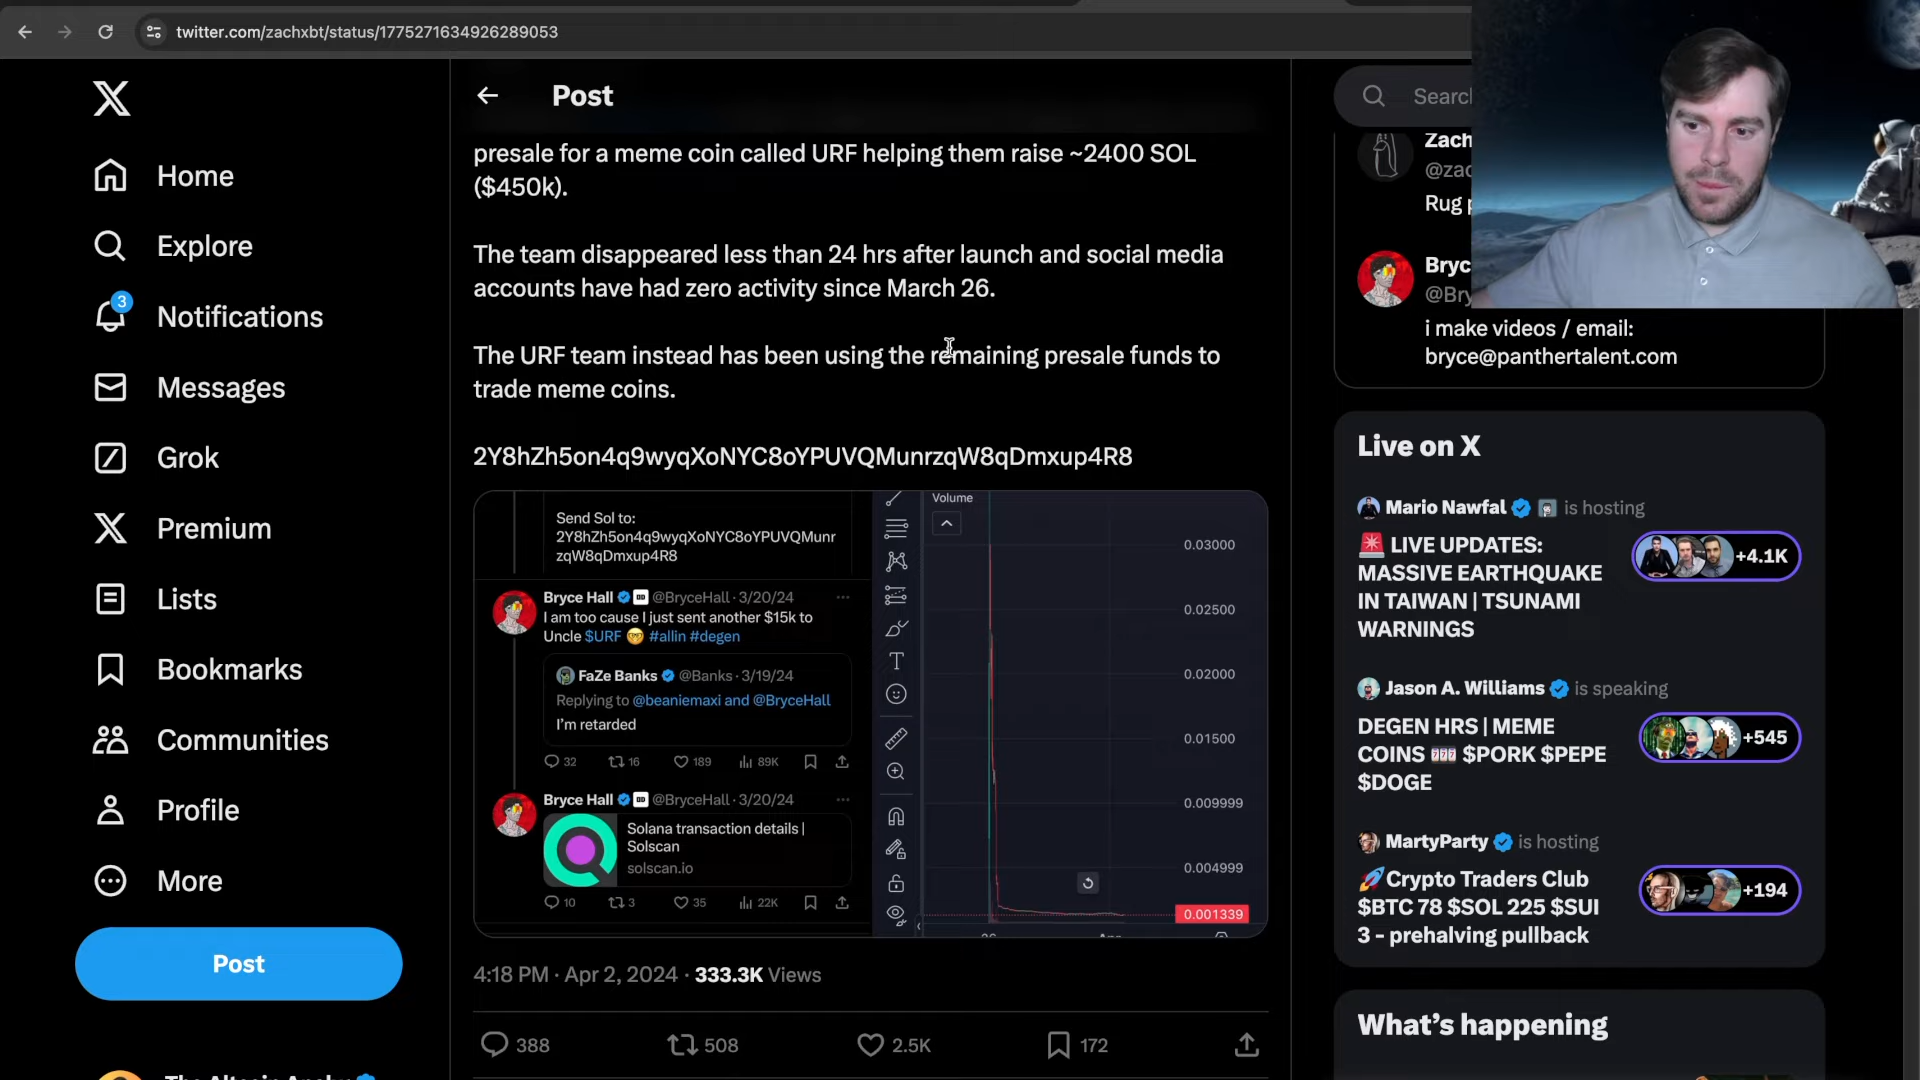 twitter.com/zachxbt/status/1775271634926289053
Home
Explore
3
Notifications
Messages
Grok
Premium
Lists
Bookmarks
Communities
Profile
More
Post
Post
presale for a meme coin called URF helping them raise ~2400 SOL
($450k).
The team disappeared less than 24 hrs after launch and social media
accounts have had zero activity since March 26.
The URF team instead has been using the remaining presale funds to
trade meme coins.
2Y8hZh5on4q9wyqXoNYC8oYPUVQMunrzqW8qDmxup4R8
Send Sol to:
2Y8hZh5on4q9wyqXoNYC8oYPUVQMunr
zqW8qDmxup4R8
Bryce Hall @BryceHall · 3/20/24
I am too cause I just sent another $15k to
Uncle $URF 🤓 #allin #degen
FaZe Banks @Banks · 3/19/24
Replying to @beaniemaxi and @BryceHall
I'm retarded
32 16 189 89K
Bryce Hall @BryceHall · 3/20/24
Solana transaction details |
Solscan
solscan.io
10 3 35 22K
Volume
0.03000
0.02500
0.02000
0.01500
0.009999
0.004999
0.001339
4:18 PM · Apr 2, 2024 · 333.3K Views
388 508 2.5K 172
Rug
i make videos / email:
bryce@panthertalent.com
Live on X
Mario Nawfal is hosting
🚨 LIVE UPDATES:
MASSIVE EARTHQUAKE
IN TAIWAN | TSUNAMI
WARNINGS
+4.1K
Jason A. Williams is speaking
DEGEN HRS | MEME
COINS 🎰 $PORK $PEPE
$DOGE
+545
MartyParty is hosting
🚀Crypto Traders Club
$BTC 78 $SOL 225 $SUI
3 - prehalving pullback
+194
What's happening